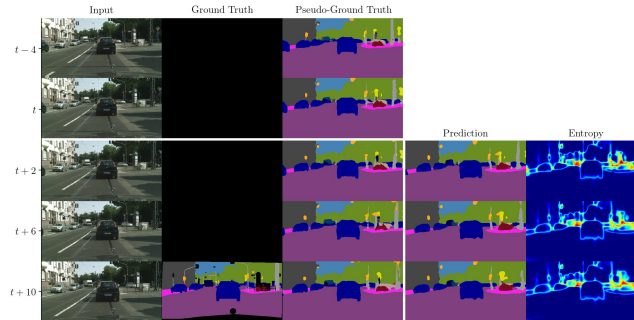 Input Ground Truth Pseudo-Ground Truth
t − 4
t
Prediction Entropy
t + 2
t + 6
t + 10